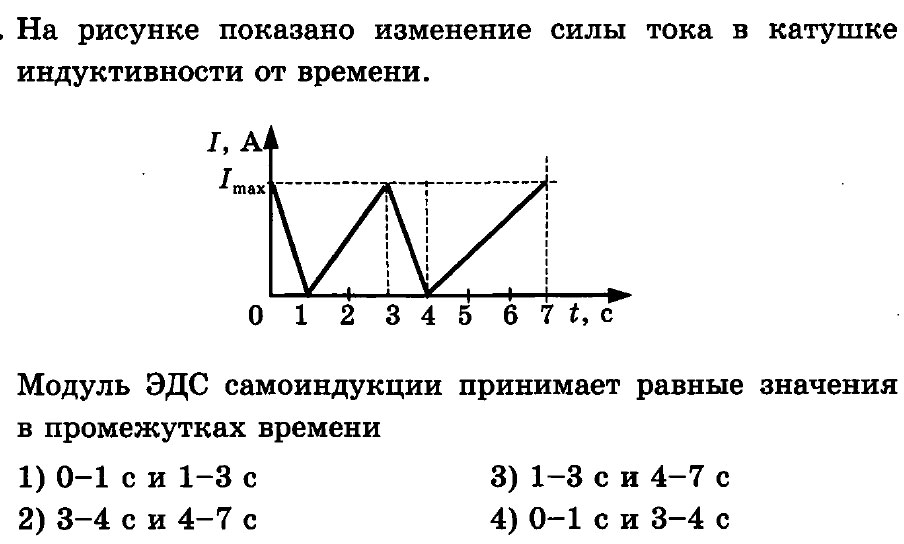 . На рисунке показано изменение силы тока в катушке
индуктивности от времени.
I, А
Imax
0 1 2 3 4 5 6 7 t, с
Модуль ЭДС самоиндукции принимает равные значения
в промежутках времени
1) 0–1 с и 1–3 с
2) 3–4 с и 4–7 с
3) 1–3 с и 4–7 с
4) 0–1 с и 3–4 с